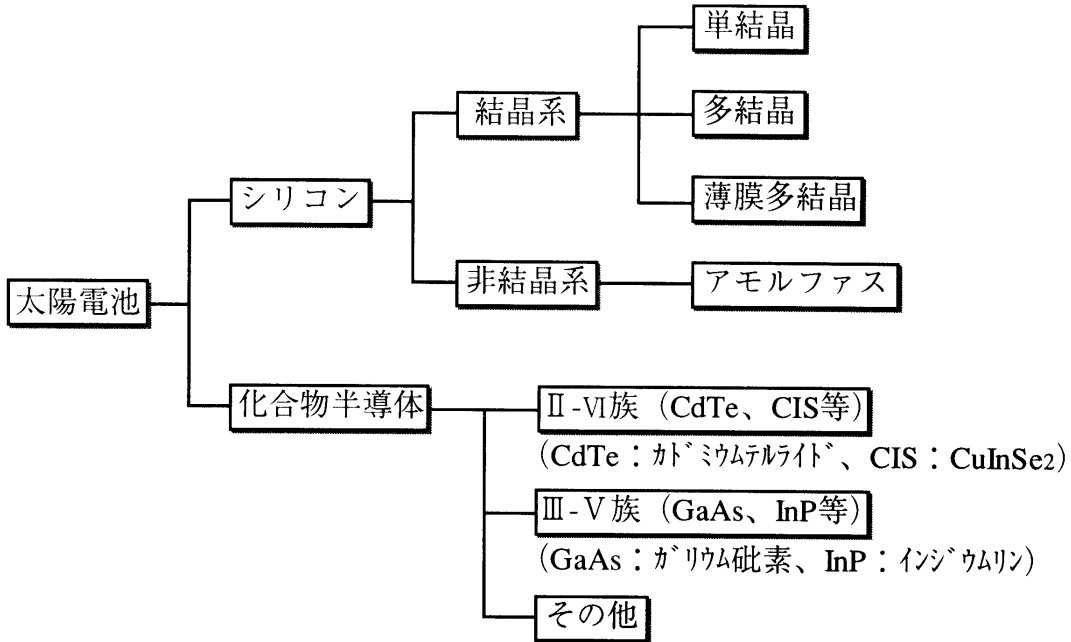 単結晶
結晶系
多結晶
シリコン
薄膜多結晶
非結晶系
アモルファス
太陽電池
化合物半導体
Ⅱ-Ⅵ族（CdTe、CIS等）
（CdTe：ｶﾄﾞﾐｳﾑﾃﾙﾗｲﾄﾞ、CIS：CuInSe2）
Ⅲ-Ⅴ族（GaAs、InP等）
（GaAs：ｶﾞﾘｳﾑ砒素、InP：ｲﾝｼﾞｳﾑﾘﾝ）
その他